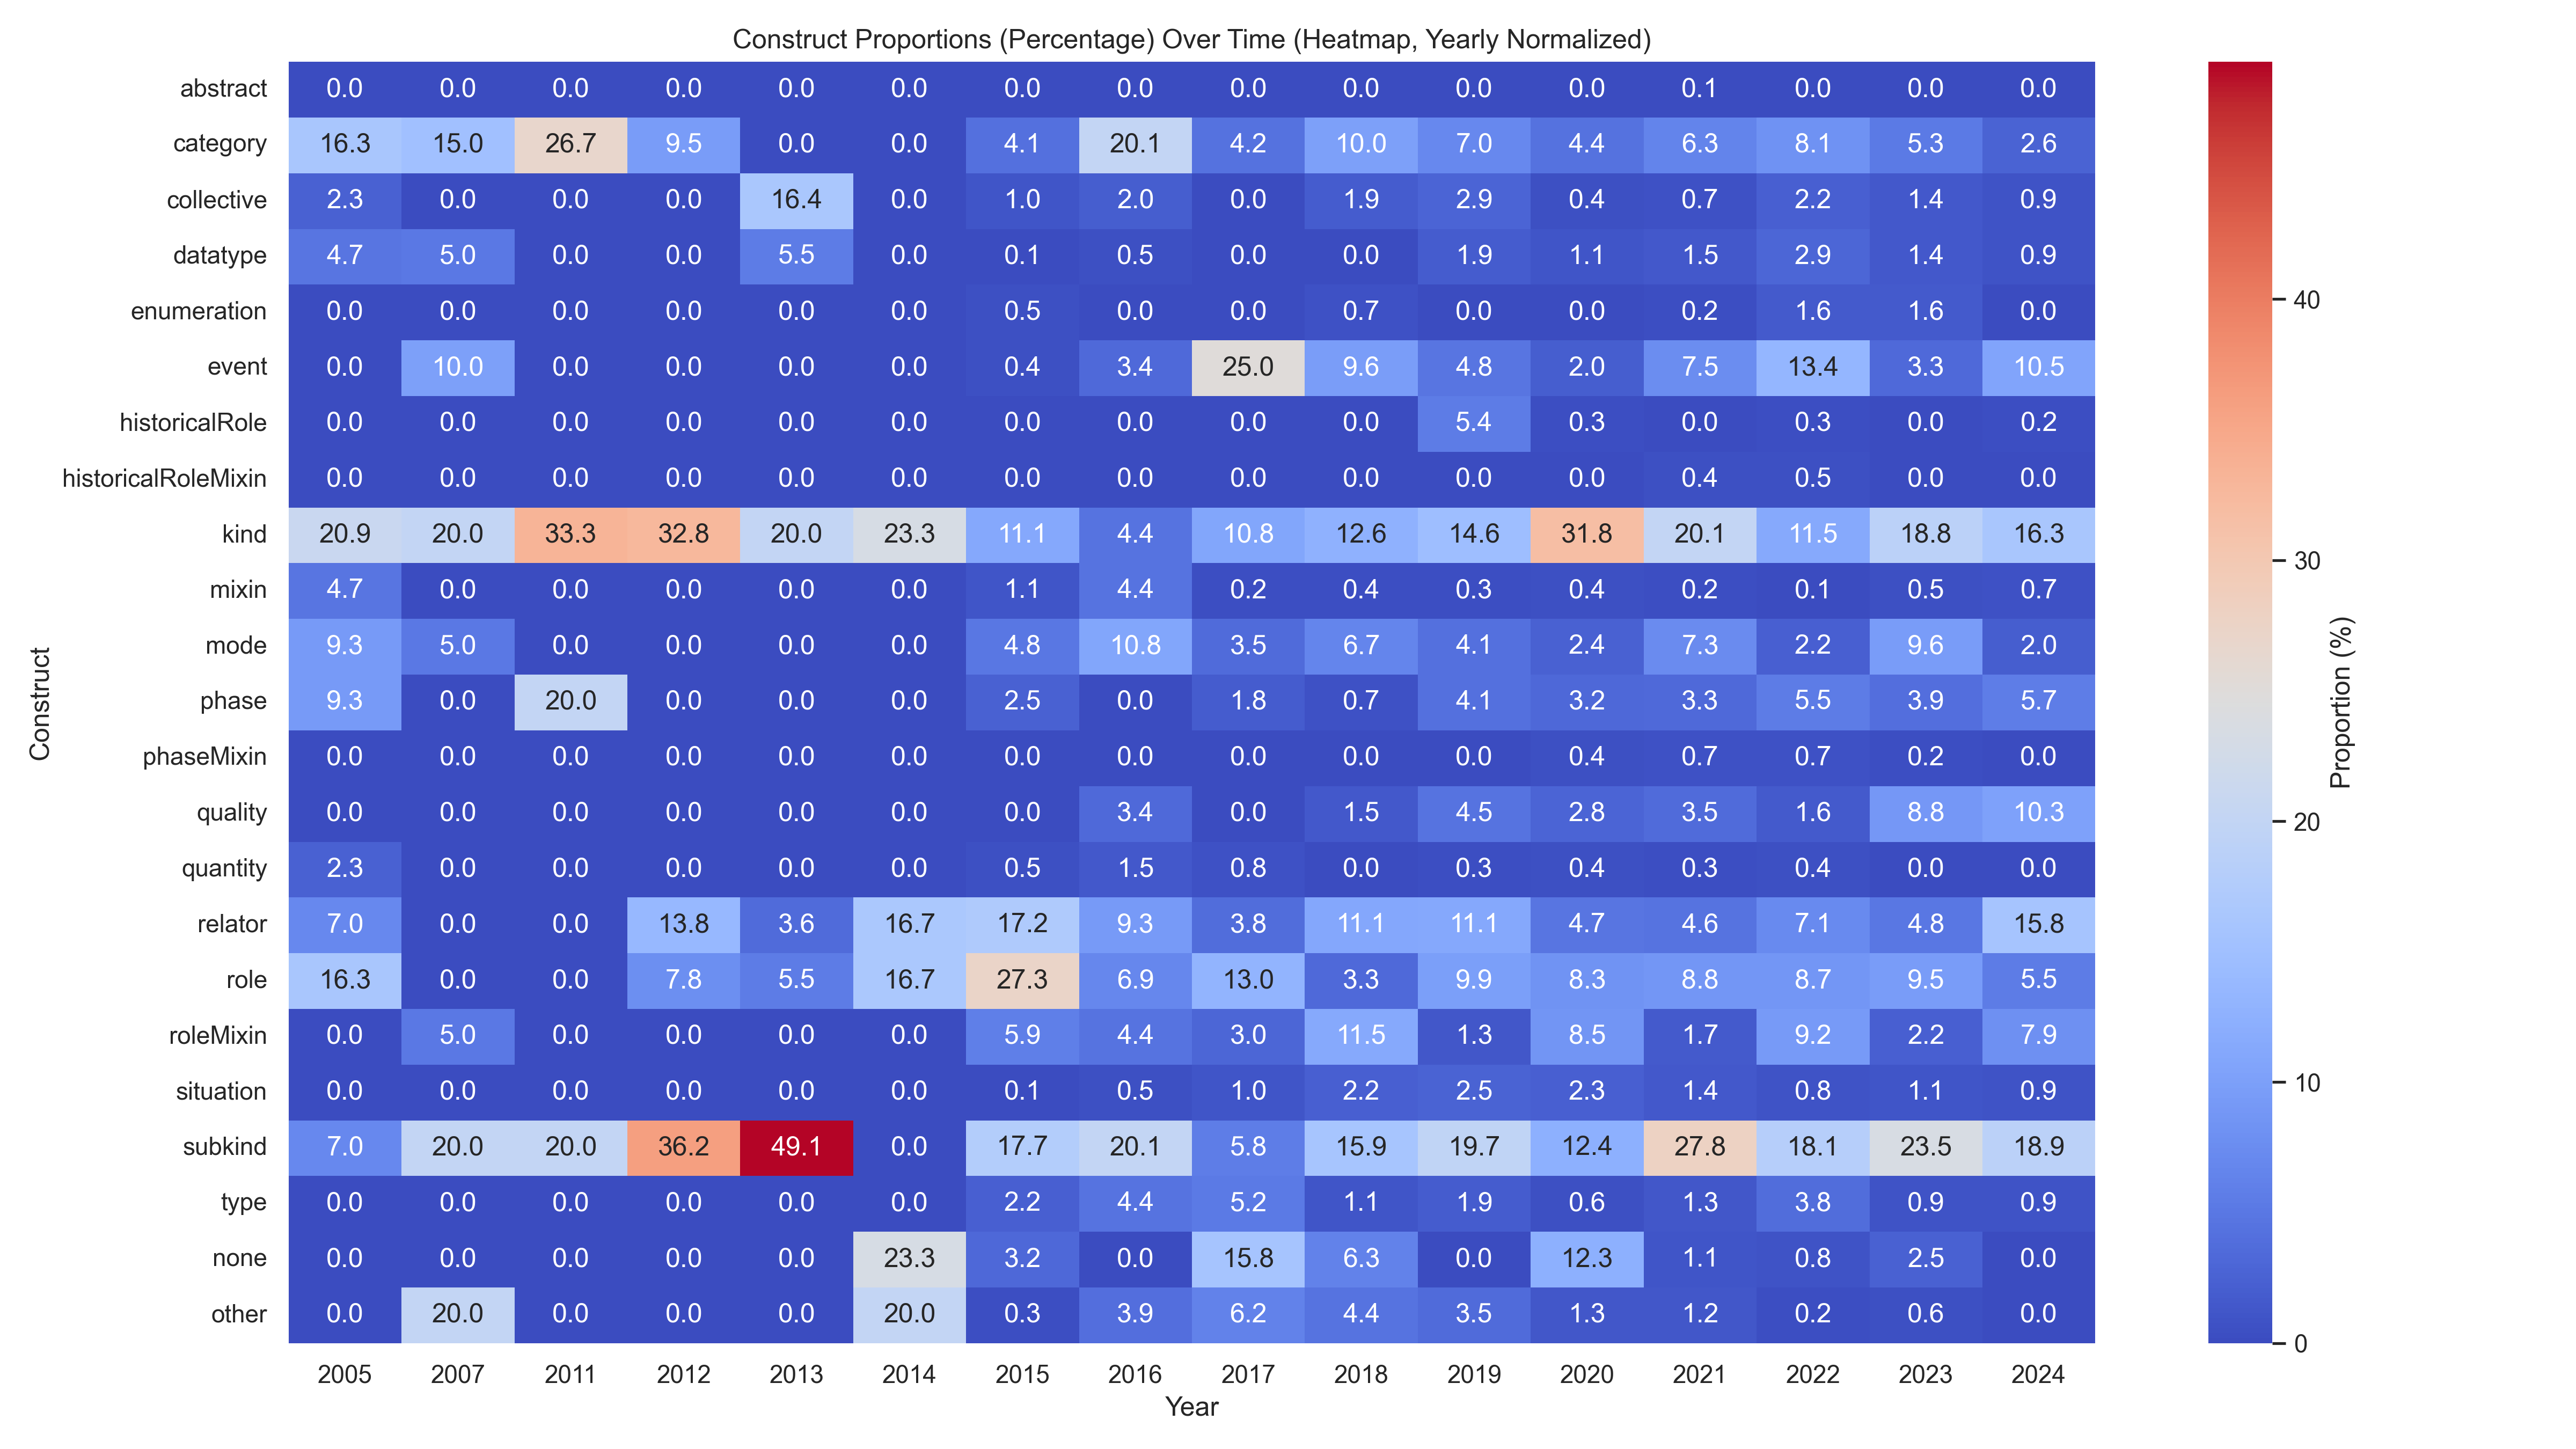 Construct Proportions (Percentage) Over Time (Heatmap, Yearly Normalized)
abstract 0.0 0.0 0.0 0.0 0.0 0.0 0.0 0.0 0.0 0.0 0.0 0.0 0.1 0.0 0.0 0.0
category 16.3 15.0 26.7 9.5 0.0 0.0 4.1 20.1 4.2 10.0 7.0 4.4 6.3 8.1 5.3 2.6
collective 2.3 0.0 0.0 0.0 16.4 0.0 1.0 2.0 0.0 1.9 2.9 0.4 0.7 2.2 1.4 0.9
datatype 4.7 5.0 0.0 0.0 5.5 0.0 0.1 0.5 0.0 0.0 1.9 1.1 1.5 2.9 1.4 0.9
enumeration 0.0 0.0 0.0 0.0 0.0 0.0 0.5 0.0 0.0 0.7 0.0 0.0 0.2 1.6 1.6 0.0
event 0.0 10.0 0.0 0.0 0.0 0.0 0.4 3.4 25.0 9.6 4.8 2.0 7.5 13.4 3.3 10.5
historicalRole 0.0 0.0 0.0 0.0 0.0 0.0 0.0 0.0 0.0 0.0 5.4 0.3 0.0 0.3 0.0 0.2
historicalRoleMixin 0.0 0.0 0.0 0.0 0.0 0.0 0.0 0.0 0.0 0.0 0.0 0.0 0.4 0.5 0.0 0.0
kind 20.9 20.0 33.3 32.8 20.0 23.3 11.1 4.4 10.8 12.6 14.6 31.8 20.1 11.5 18.8 16.3
mixin 4.7 0.0 0.0 0.0 0.0 0.0 1.1 4.4 0.2 0.4 0.3 0.4 0.2 0.1 0.5 0.7
mode 9.3 5.0 0.0 0.0 0.0 0.0 4.8 10.8 3.5 6.7 4.1 2.4 7.3 2.2 9.6 2.0
phase 9.3 0.0 20.0 0.0 0.0 0.0 2.5 0.0 1.8 0.7 4.1 3.2 3.3 5.5 3.9 5.7
phaseMixin 0.0 0.0 0.0 0.0 0.0 0.0 0.0 0.0 0.0 0.0 0.0 0.4 0.7 0.7 0.2 0.0
quality 0.0 0.0 0.0 0.0 0.0 0.0 0.0 3.4 0.0 1.5 4.5 2.8 3.5 1.6 8.8 10.3
quantity 2.3 0.0 0.0 0.0 0.0 0.0 0.5 1.5 0.8 0.0 0.3 0.4 0.3 0.4 0.0 0.0
relator 7.0 0.0 0.0 13.8 3.6 16.7 17.2 9.3 3.8 11.1 11.1 4.7 4.6 7.1 4.8 15.8
role 16.3 0.0 0.0 7.8 5.5 16.7 27.3 6.9 13.0 3.3 9.9 8.3 8.8 8.7 9.5 5.5
roleMixin 0.0 5.0 0.0 0.0 0.0 0.0 5.9 4.4 3.0 11.5 1.3 8.5 1.7 9.2 2.2 7.9
situation 0.0 0.0 0.0 0.0 0.0 0.0 0.1 0.5 1.0 2.2 2.5 2.3 1.4 0.8 1.1 0.9
subkind 7.0 20.0 20.0 36.2 49.1 0.0 17.7 20.1 5.8 15.9 19.7 12.4 27.8 18.1 23.5 18.9
type 0.0 0.0 0.0 0.0 0.0 0.0 2.2 4.4 5.2 1.1 1.9 0.6 1.3 3.8 0.9 0.9
none 0.0 0.0 0.0 0.0 0.0 23.3 3.2 0.0 15.8 6.3 0.0 12.3 1.1 0.8 2.5 0.0
other 0.0 20.0 0.0 0.0 0.0 20.0 0.3 3.9 6.2 4.4 3.5 1.3 1.2 0.2 0.6 0.0
2005 2007 2011 2012 2013 2014 2015 2016 2017 2018 2019 2020 2021 2022 2023 2024
Year
Construct
40
30
20
10
0
Proportion (%)